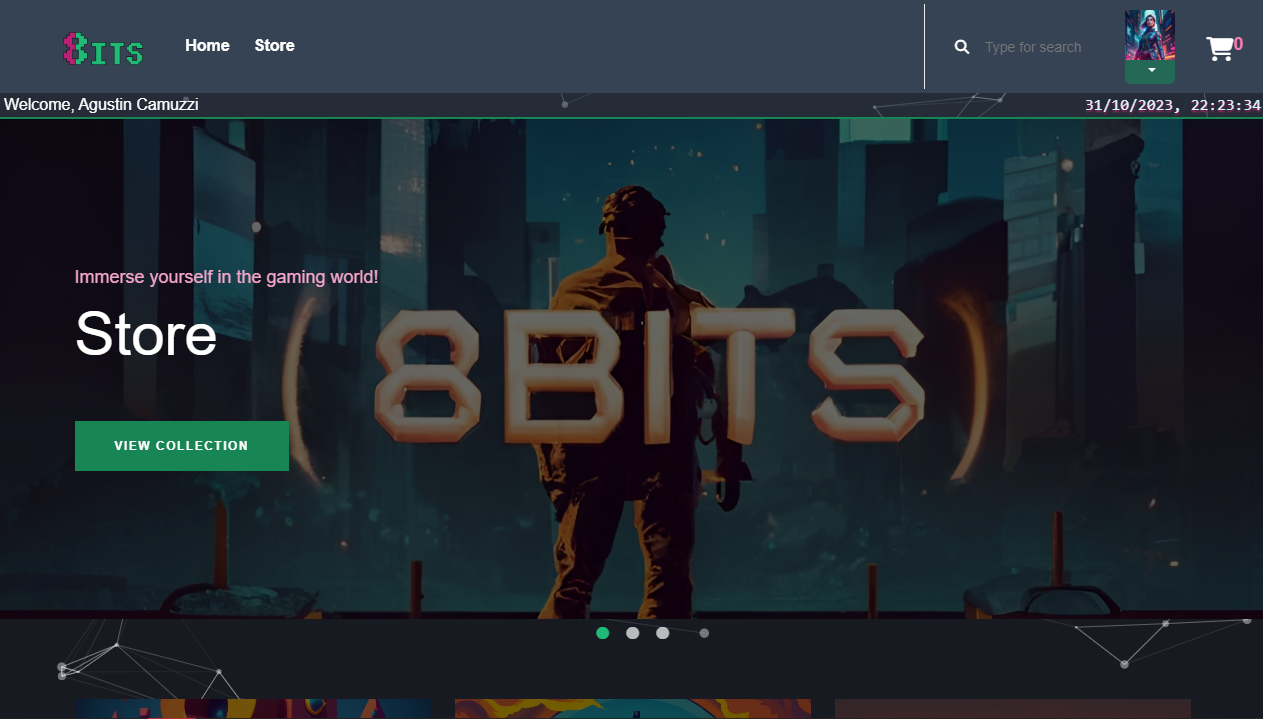 8ITS
Home
Store
Type for search
0
Welcome, Agustin Camuzzi
31/10/2023, 22:23:34
Immerse yourself in the gaming world!
Store
(8BITS)
VIEW COLLECTION